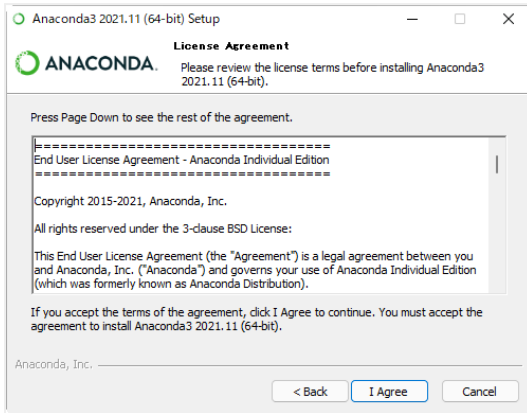 Anaconda3 2021.11 (64-bit) Setup
License Agreement
ANACONDA.
Please review the license terms before installing Anaconda3
2021.11 (64-bit).
Press Page Down to see the rest of the agreement.
===================================
End User License Agreement - Anaconda Individual Edition
===================================
Copyright 2015-2021, Anaconda, Inc.
All rights reserved under the 3-clause BSD License:
This End User License Agreement (the "Agreement") is a legal agreement between you
and Anaconda, Inc. ("Anaconda") and governs your use of Anaconda Individual Edition
(which was formerly known as Anaconda Distribution).
If you accept the terms of the agreement, click I Agree to continue. You must accept the
agreement to install Anaconda3 2021.11 (64-bit).
Anaconda, Inc.
< Back
I Agree
Cancel